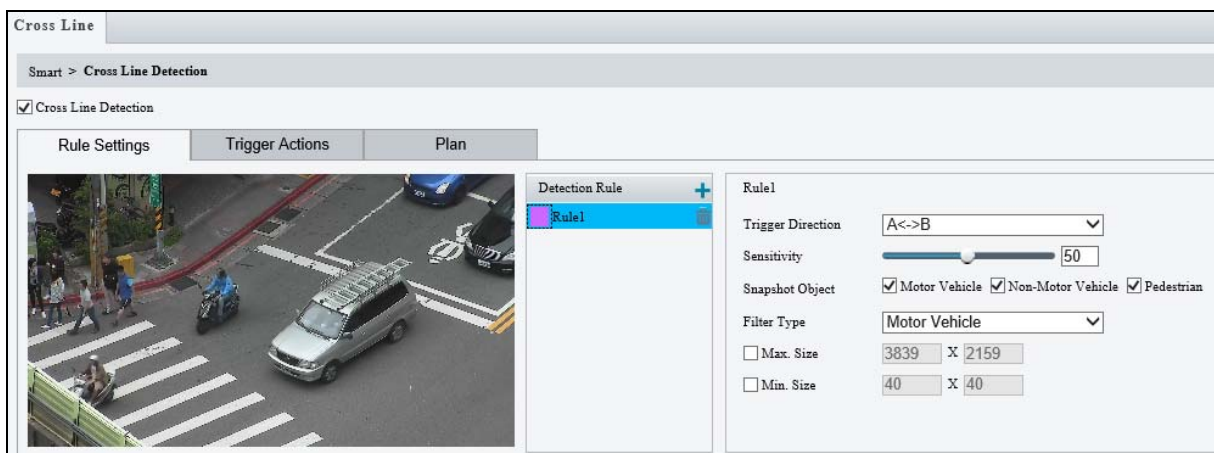 Cross Line
Smart > Cross Line Detection
Cross Line Detection
Rule Settings
Trigger Actions
Plan
Detection Rule
Rule1
Rule1
Trigger Direction A<->B
Sensitivity 50
Snapshot Object Motor Vehicle Non-Motor Vehicle Pedestrian
Filter Type Motor Vehicle
Max. Size 3839 X 2159
Min. Size 40 X 40